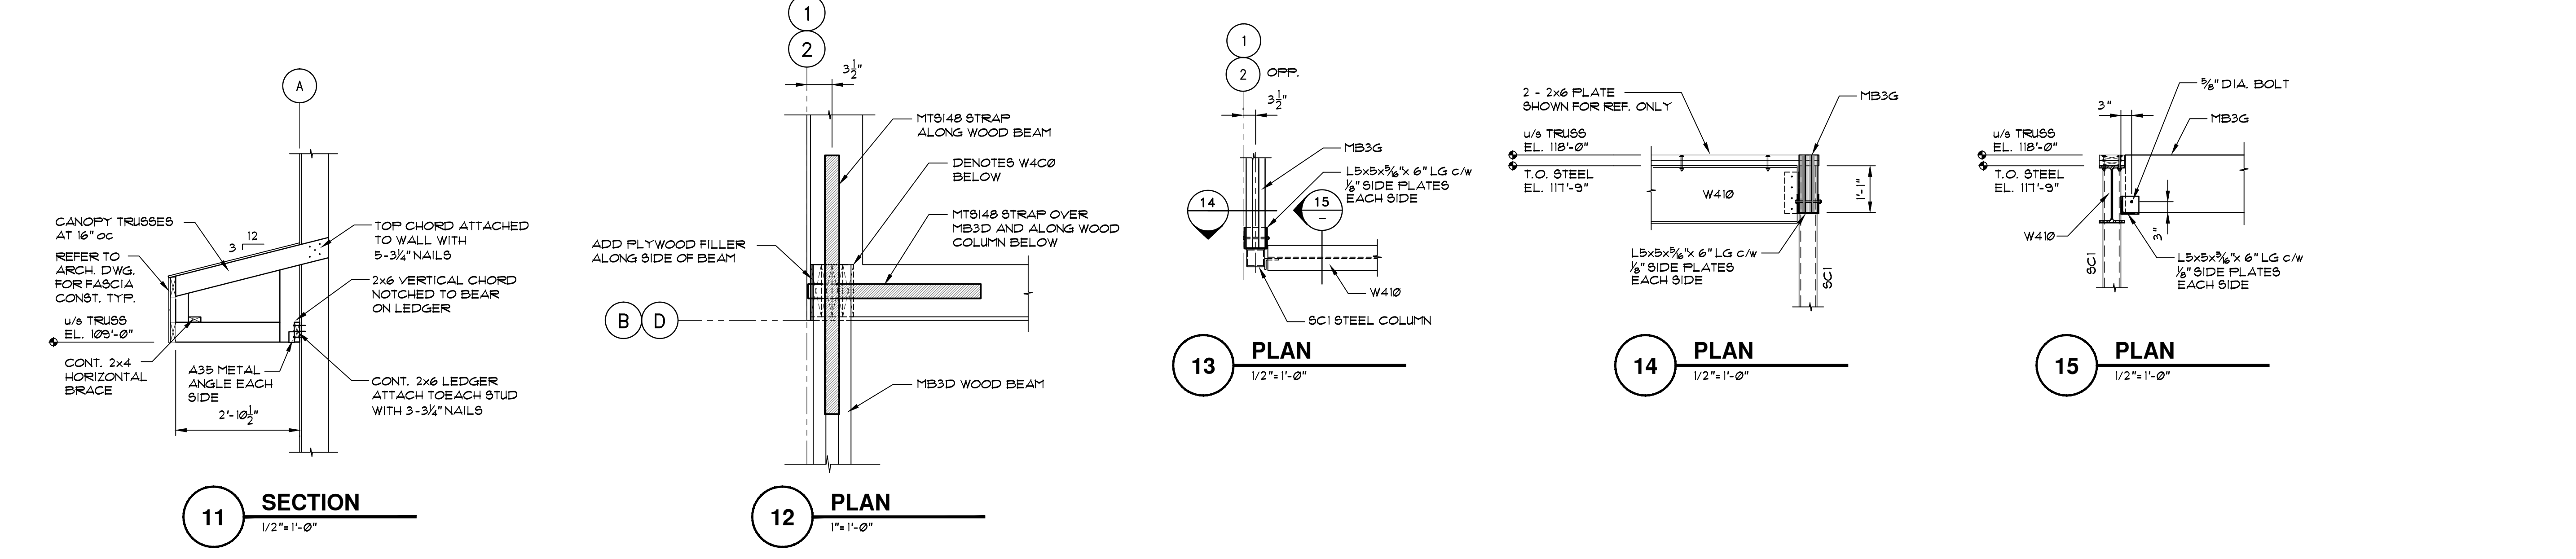 A
CANOPY TRUSSES
AT 16" oc
REFER TO
ARCH. DWG.
FOR FASCIA
CONST. TYP.
u/s TRUSS
EL. 109'-0"
CONT. 2x4
HORIZONTAL
BRACE
12
3
A35 METAL
ANGLE EACH
SIDE
2'-10 1/2"
TOP CHORD ATTACHED
TO WALL WITH
5-3¼" NAILS
2x6 VERTICAL CHORD
NOTCHED TO BEAR
ON LEDGER
CONT. 2x6 LEDGER
ATTACH TOEACH STUD
WITH 3-3¼" NAILS
11
SECTION
1/2"=1'-0"
1
2
3 1/2"
MTS148 STRAP
ALONG WOOD BEAM
DENOTES W4C0
BELOW
MTS148 STRAP OVER
MB3D AND ALONG WOOD
COLUMN BELOW
ADD PLYWOOD FILLER
ALONG SIDE OF BEAM
B
D
MB3D WOOD BEAM
12
PLAN
1"=1'-0"
1
2
OPP.
3 1/2"
MB3G
L5x5x5/16"x 6" LG c/w
1/8" SIDE PLATES
EACH SIDE
14
15
–
W410
SC1 STEEL COLUMN
13
PLAN
1/2"=1'-0"
2 - 2x6 PLATE
SHOWN FOR REF. ONLY
MB3G
u/s TRUSS
EL. 118'-0"
T.O. STEEL
EL. 117'-9"
W410
1'-1"
L5x5x5/16"x 6" LG c/w
1/8" SIDE PLATES
EACH SIDE
SC1
14
PLAN
1/2"=1'-0"
5/8" DIA. BOLT
3"
MB3G
u/s TRUSS
EL. 118'-0"
T.O. STEEL
EL. 117'-9"
W410
3"
SC1
L5x5x5/16"x 6" LG c/w
1/8" SIDE PLATES
EACH SIDE
15
PLAN
1/2"=1'-0"